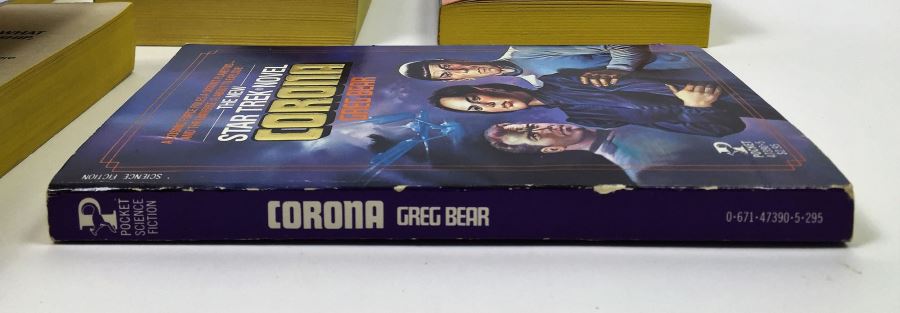 WHAT
THE NEW
STAR TREK NOVEL
CORONA
GREG BEAR
SCIENCE FICTION
POCKET
SCIENCE
FICTION
CORONA GREG BEAR
0-671-47390-5-295